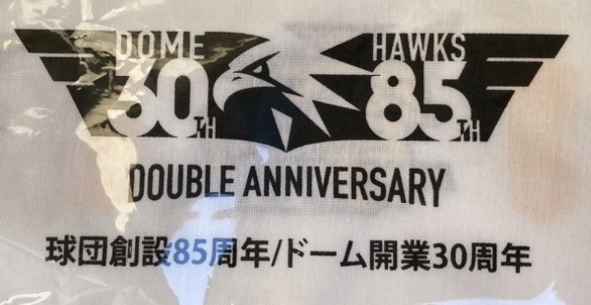 DOME HAWKS
30TH 85TH
DOUBLE ANNIVERSARY
球団創設85周年/ドーム開業30周年